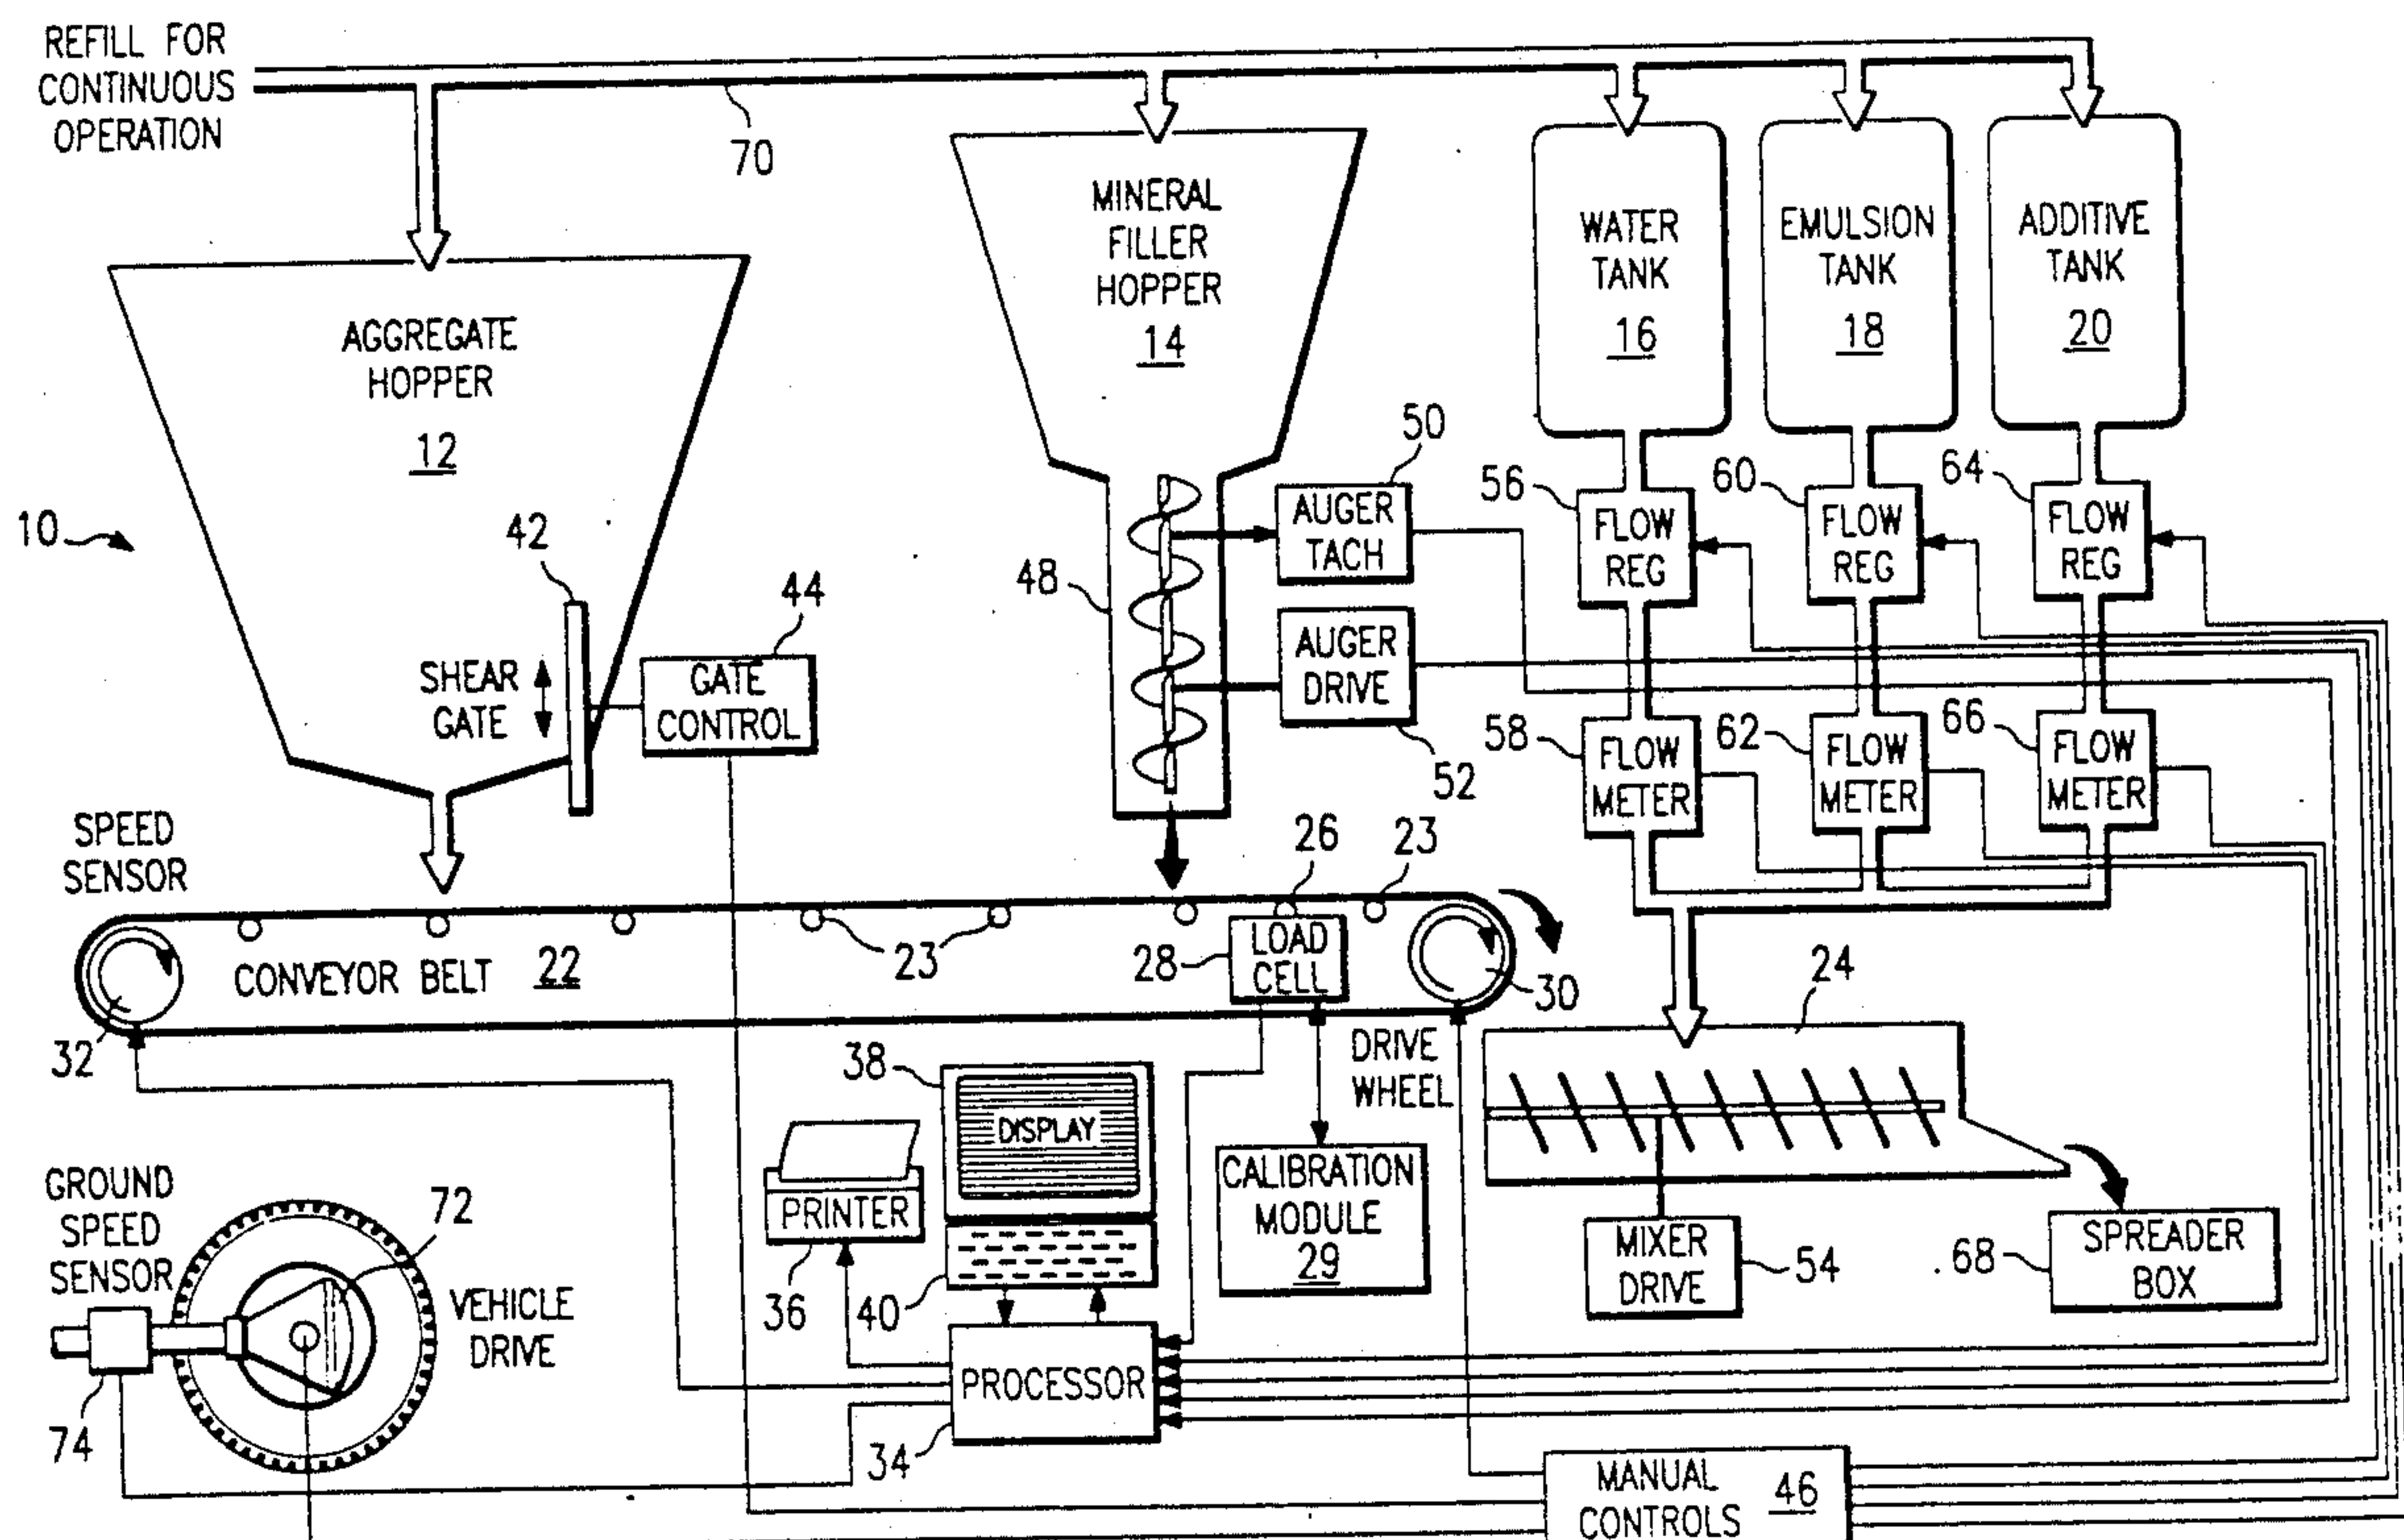 REFILL FOR
CONTINUOUS
OPERATION
70
AGGREGATE
HOPPER
12
MINERAL
FILLER
HOPPER
14
WATER
TANK
16
EMULSION
TANK
18
ADDITIVE
TANK
20
10
42
44
SHEAR
GATE
GATE
CONTROL
48
50
AUGER
TACH
AUGER
DRIVE
52
56
FLOW
REG
60
FLOW
REG
64
FLOW
REG
58
FLOW
METER
62
FLOW
METER
66
FLOW
METER
SPEED
SENSOR
32
CONVEYOR BELT 22
23
26
23
28
LOAD
CELL
30
DRIVE
WHEEL
24
38
DISPLAY
PRINTER
36
40
CALIBRATION
MODULE
29
MIXER
DRIVE
54
68
SPREADER
BOX
GROUND
SPEED
SENSOR
72
VEHICLE
DRIVE
74
PROCESSOR
34
MANUAL
CONTROLS
46